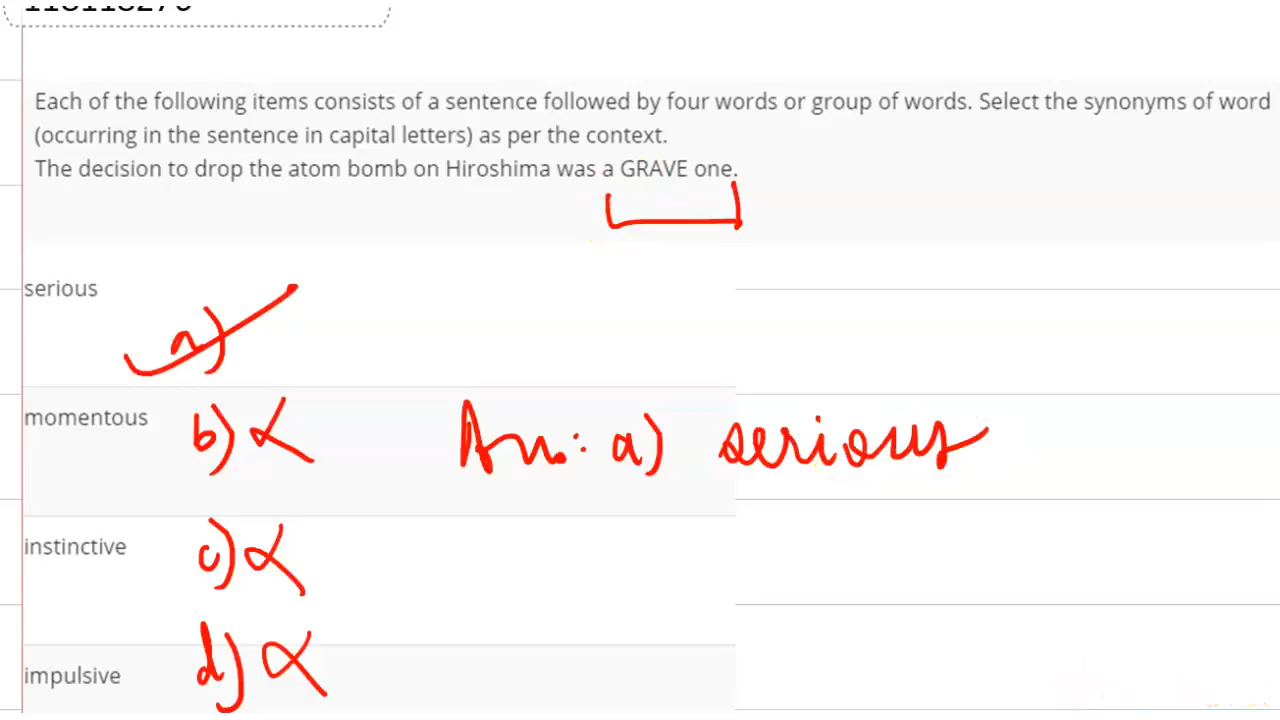 Each of the following items consists of a sentence followed by four words or group of words. Select the synonyms of word
(occurring in the sentence in capital letters) as per the context.
The decision to drop the atom bomb on Hiroshima was a GRAVE one.
serious
a)
momentous b)
Ans: a) serious
instinctive c)
impulsive d)